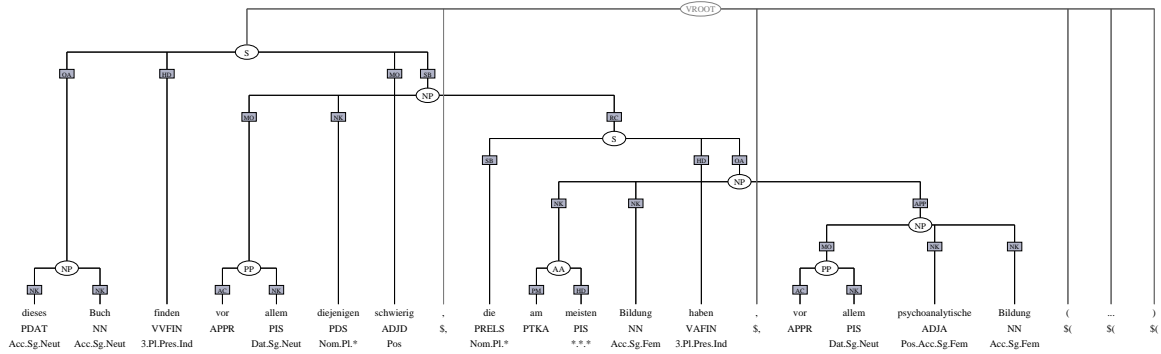 VROOT
S
OA HD MO SB
NP
MO NK RC
S
SB HD OA
NP
NK NK APP
NP
MO NK NK
NP PP AA PP
NK NK AC NK PM HD AC NK
dieses Buch finden vor allem diejenigen schwierig , die am meisten Bildung haben , vor allem psychoanalytische Bildung ( ... )
PDAT NN VVFIN APPR PIS PDS ADJD $, PRELS PTKA PIS NN VAFIN $, APPR PIS ADJA NN $( $( $(
Acc.Sg.Neut Acc.Sg.Neut 3.Pl.Pres.Ind Dat.Sg.Neut Nom.Pl.* Pos Nom.Pl.* *.*.* Acc.Sg.Fem 3.Pl.Pres.Ind Dat.Sg.Neut Pos.Acc.Sg.Fem Acc.Sg.Fem